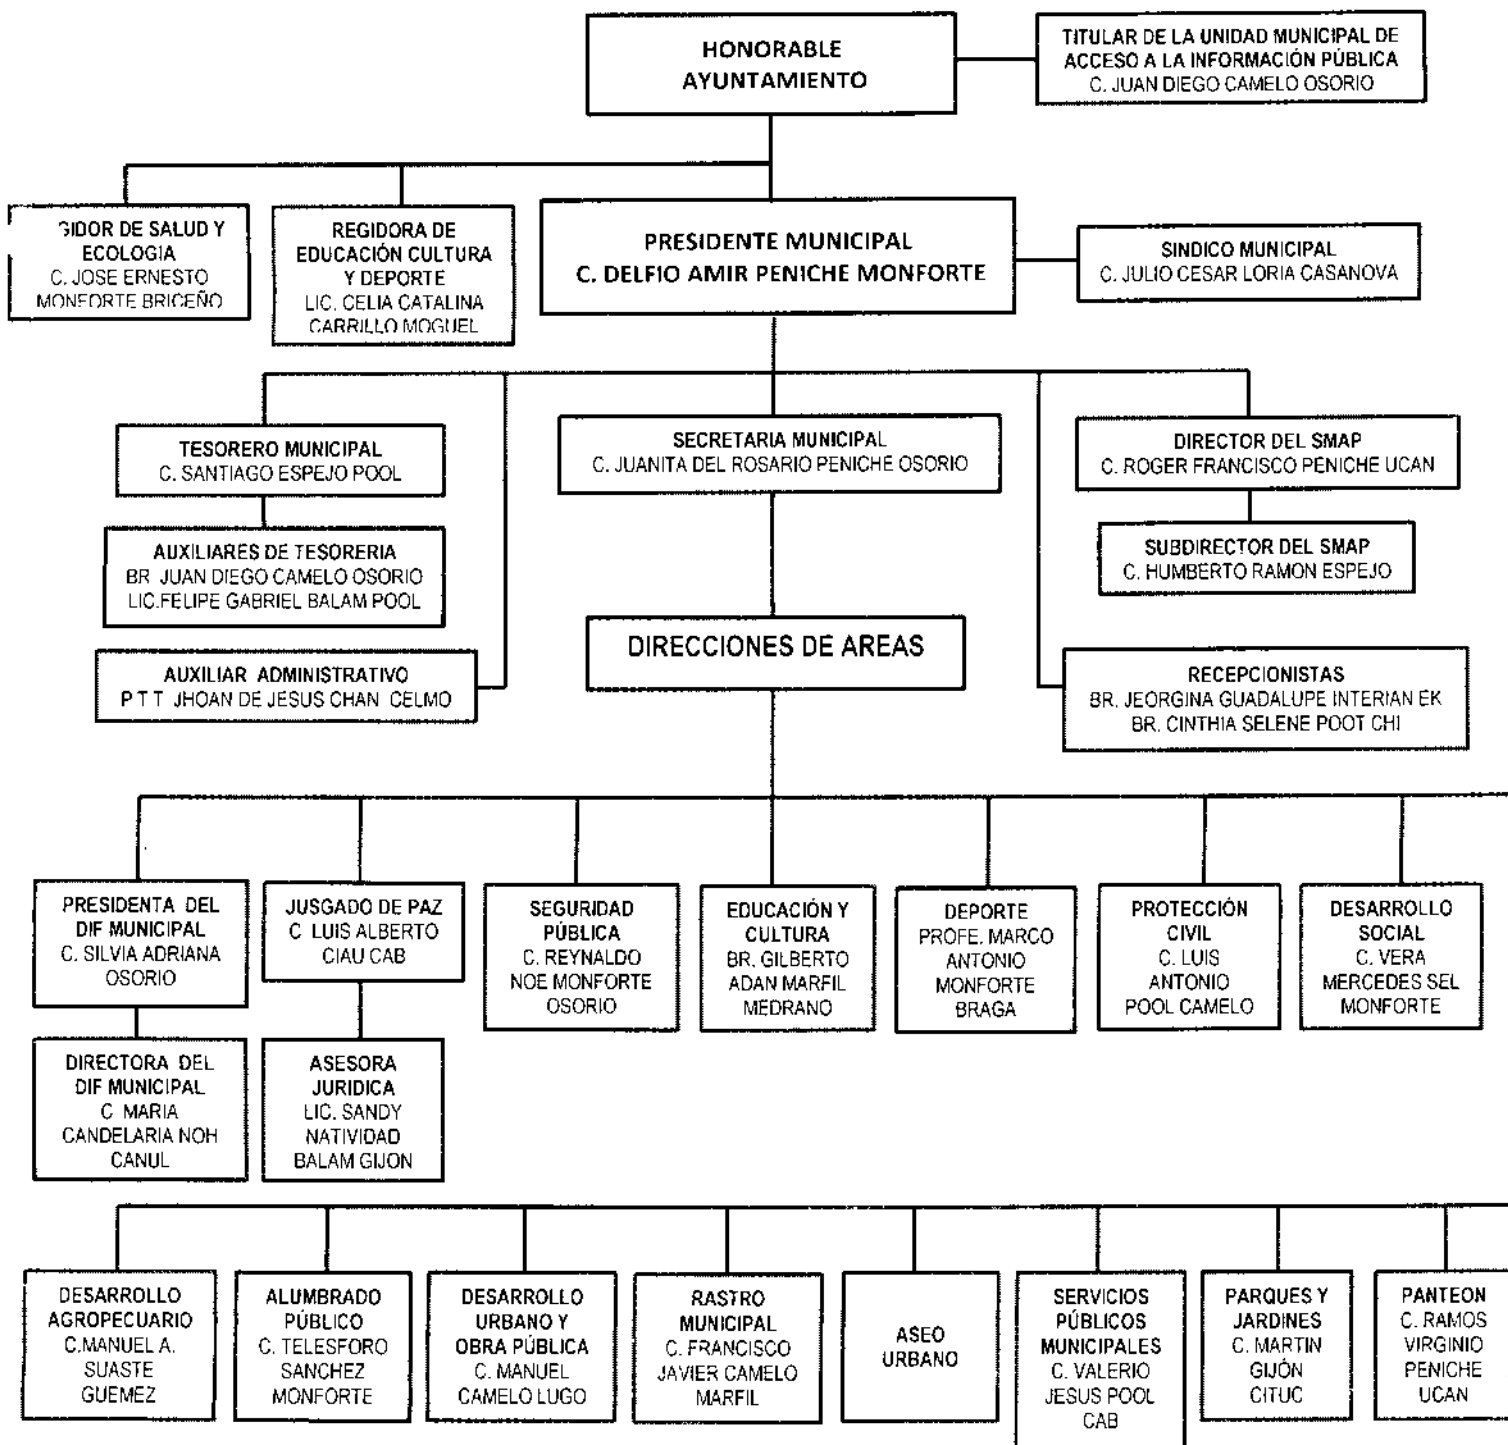 HONORABLE
AYUNTAMIENTO
TITULAR DE LA UNIDAD MUNICIPAL DE
ACCESO A LA INFORMACIÓN PÚBLICA
C. JUAN DIEGO CAMELO OSORIO
GIDOR DE SALUD Y
ECOLOGIA
C. JOSE ERNESTO
MONFORTE BRICEÑO
REGIDORA DE
EDUCACIÓN CULTURA
Y DEPORTE
LIC. CELIA CATALINA
CARRILLO MOGUEL
PRESIDENTE MUNICIPAL
C. DELFIO AMIR PENICHE MONFORTE
SINDICO MUNICIPAL
C. JULIO CESAR LORIA CASANOVA
TESORERO MUNICIPAL
C. SANTIAGO ESPEJO POOL
SECRETARIA MUNICIPAL
C. JUANITA DEL ROSARIO PENICHE OSORIO
DIRECTOR DEL SMAP
C. ROGER FRANCISCO PENICHE UCAN
AUXILIARES DE TESORERIA
BR JUAN DIEGO CAMELO OSORIO
LIC.FELIPE GABRIEL BALAM POOL
SUBDIRECTOR DEL SMAP
C. HUMBERTO RAMON ESPEJO
DIRECCIONES DE AREAS
AUXILIAR ADMINISTRATIVO
P T T JHOAN DE JESUS CHAN CELMO
RECEPCIONISTAS
BR. JEORGINA GUADALUPE INTERIAN EK
BR. CINTHIA SELENE POOT CHI
PRESIDENTA DEL
DIF MUNICIPAL
C. SILVIA ADRIANA
OSORIO
JUSGADO DE PAZ
C LUIS ALBERTO
CIAU CAB
SEGURIDAD
PÚBLICA
C. REYNALDO
NOE MONFORTE
OSORIO
EDUCACIÓN Y
CULTURA
BR. GILBERTO
ADAN MARFIL
MEDRANO
DEPORTE
PROFE. MARCO
ANTONIO
MONFORTE
BRAGA
PROTECCIÓN
CIVIL
C. LUIS
ANTONIO
POOL CAMELO
DESARROLLO
SOCIAL
C. VERA
MERCEDES SEL
MONFORTE
DIRECTORA DEL
DIF MUNICIPAL
C MARIA
CANDELARIA NOH
CANUL
ASESORA
JURIDICA
LIC. SANDY
NATIVIDAD
BALAM GIJON
DESARROLLO
AGROPECUARIO
C.MANUEL A.
SUASTE
GUEMEZ
ALUMBRADO
PÚBLICO
C. TELESFORO
SANCHEZ
MONFORTE
DESARROLLO
URBANO Y
OBRA PÚBLICA
C. MANUEL
CAMELO LUGO
RASTRO
MUNICIPAL
C. FRANCISCO
JAVIER CAMELO
MARFIL
ASEO
URBANO
SERVICIOS
PÚBLICOS
MUNICIPALES
C. VALERIO
JESUS POOL
CAB
PARQUES Y
JARDINES
C. MARTIN
GIJÓN
CITUC
PANTEON
C. RAMOS
VIRGINIO
PENICHE
UCAN